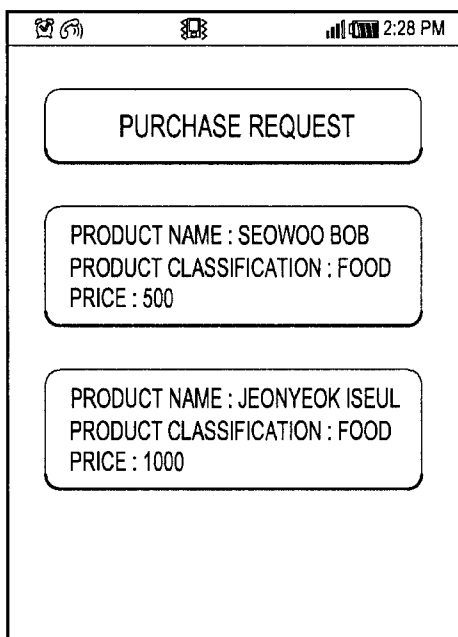 2:28 PM
PURCHASE REQUEST
PRODUCT NAME : SEOWOO BOB
PRODUCT CLASSIFICATION : FOOD
PRICE : 500
PRODUCT NAME : JEONYEOK ISEUL
PRODUCT CLASSIFICATION : FOOD
PRICE : 1000